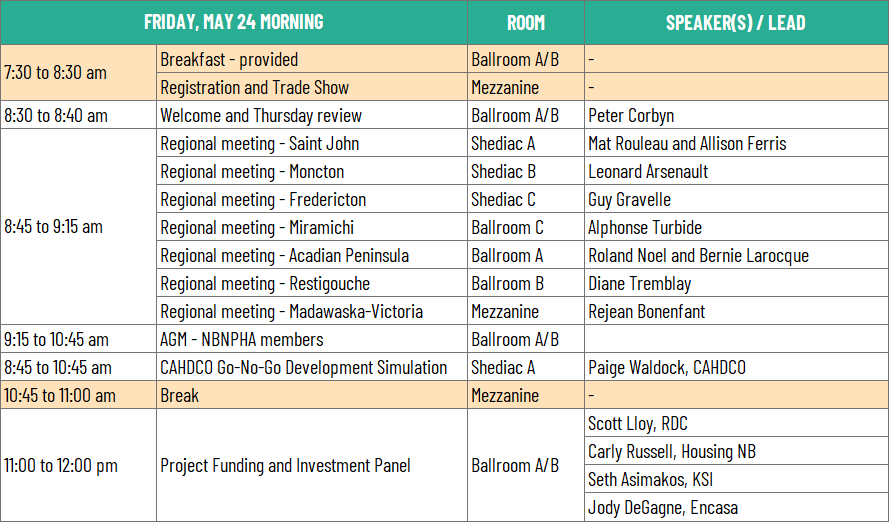 FRIDAY, MAY 24 MORNING ROOM SPEAKER(S) / LEAD
7:30 to 8:30 am Breakfast - provided Ballroom A/B -
Registration and Trade Show Mezzanine -
8:30 to 8:40 am Welcome and Thursday review Ballroom A/B Peter Corbyn
8:45 to 9:15 am Regional meeting - Saint John Shediac A Mat Rouleau and Allison Ferris
Regional meeting - Moncton Shediac B Leonard Arsenault
Regional meeting - Fredericton Shediac C Guy Gravelle
Regional meeting - Miramichi Ballroom C Alphonse Turbide
Regional meeting - Acadian Peninsula Ballroom A Roland Noel and Bernie Larocque
Regional meeting - Restigouche Ballroom B Diane Tremblay
Regional meeting - Madawaska-Victoria Mezzanine Rejean Bonenfant
9:15 to 10:45 am AGM - NBNPHA members Ballroom A/B
8:45 to 10:45 am CAHDCO Go-No-Go Development Simulation Shediac A Paige Waldock, CAHDCO
10:45 to 11:00 am Break Mezzanine -
11:00 to 12:00 pm Project Funding and Investment Panel Ballroom A/B Scott Lloy, RDC
Carly Russell, Housing NB
Seth Asimakos, KSI
Jody DeGagne, Encasa